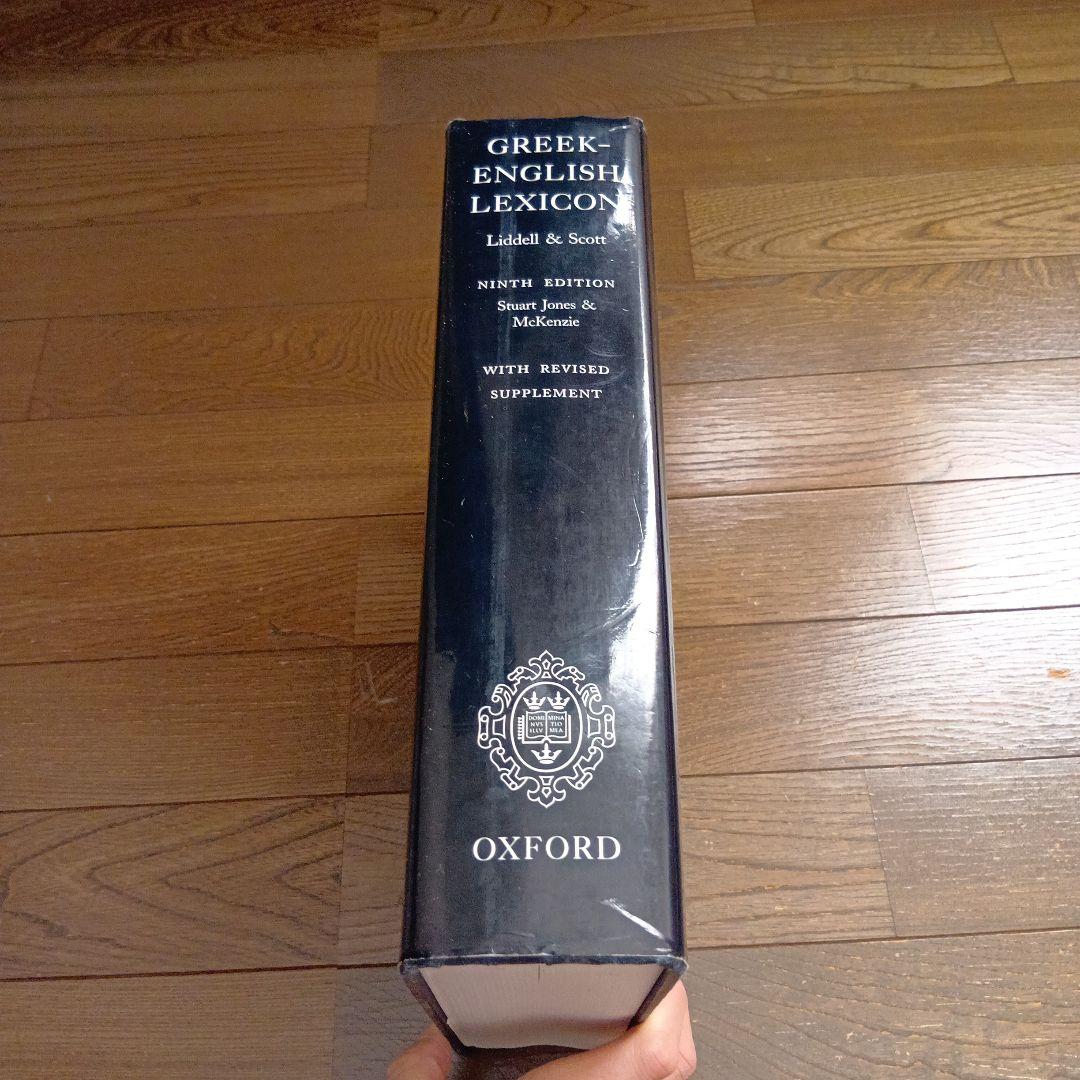 GREEK-
ENGLISH
LEXICON
Liddell & Scott
NINTH EDITION
Stuart Jones &
McKenzie
WITH REVISED
SUPPLEMENT
DOMI MINA
NVS TIO
ILLV MEA
OXFORD